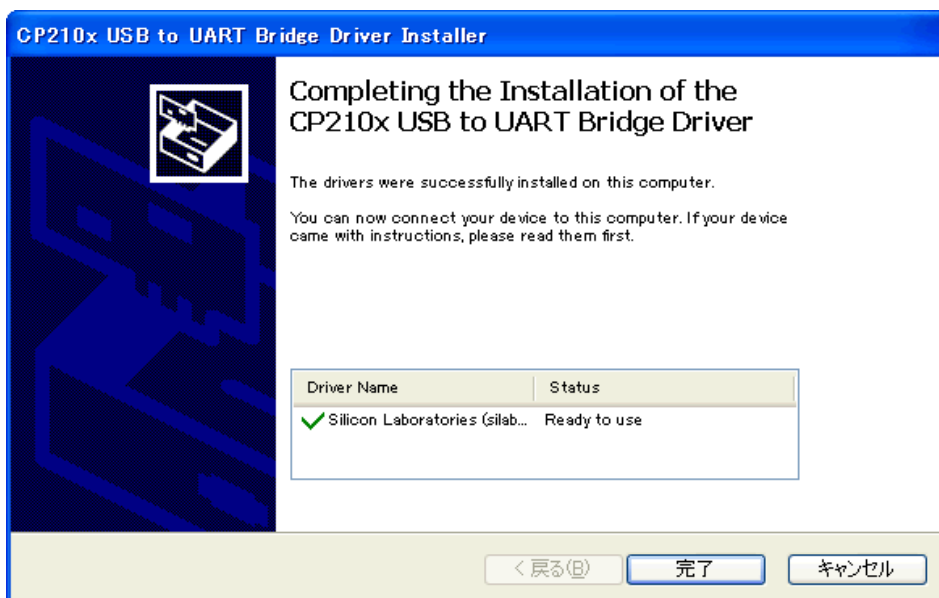 CP210x USB to UART Bridge Driver Installer
Completing the Installation of the
CP210x USB to UART Bridge Driver
The drivers were successfully installed on this computer.
You can now connect your device to this computer. If your device
came with instructions, please read them first.
Driver Name Status
Silicon Laboratories (silab... Ready to use
< 戻る(B) 完了 キャンセル